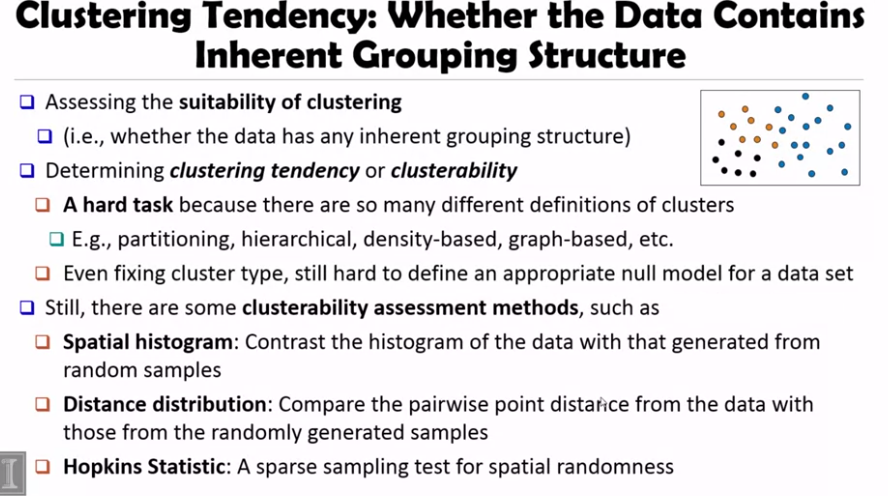 Clustering Tendency: Whether the Data Contains
Inherent Grouping Structure
Assessing the suitability of clustering
(i.e., whether the data has any inherent grouping structure)
Determining clustering tendency or clusterability
A hard task because there are so many different definitions of clusters
E.g., partitioning, hierarchical, density-based, graph-based, etc.
Even fixing cluster type, still hard to define an appropriate null model for a data set
Still, there are some clusterability assessment methods, such as
Spatial histogram: Contrast the histogram of the data with that generated from
random samples
Distance distribution: Compare the pairwise point distance from the data with
those from the randomly generated samples
Hopkins Statistic: A sparse sampling test for spatial randomness
I